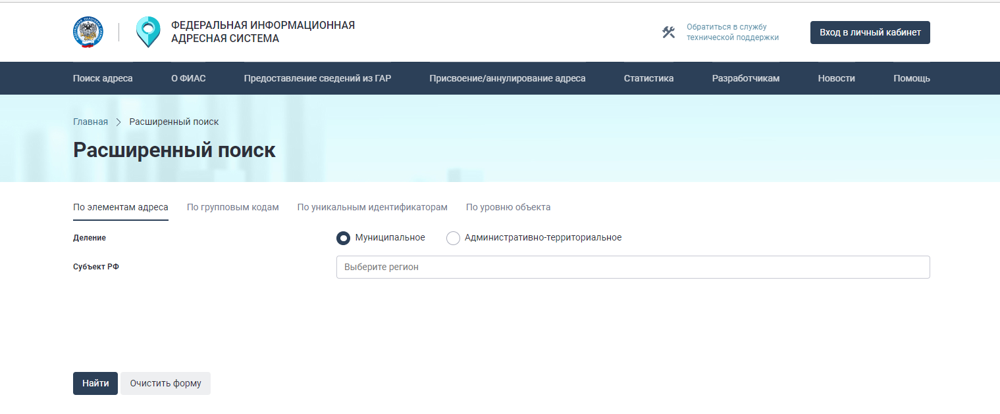 ФЕДЕРАЛЬНАЯ ИНФОРМАЦИОННАЯ
АДРЕСНАЯ СИСТЕМА
Обратиться в службу
технической поддержки
Вход в личный кабинет
Поиск адреса
О ФИАС
Предоставление сведений из ГАР
Присвоение/аннулирование адреса
Статистика
Разработчикам
Новости
Помощь
Главная
Расширенный поиск
Расширенный поиск
По элементам адреса
По групповым кодам
По уникальным идентификаторам
По уровню объекта
Деление
Муниципальное
Административно-территориальное
Субъект РФ
Выберите регион
Найти
Очистить форму